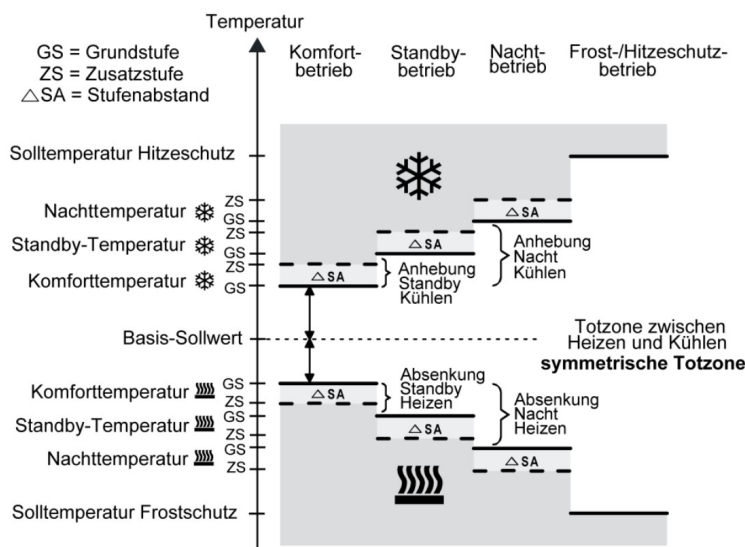 Temperatur
GS = Grundstufe
ZS = Zusatzstufe
△SA = Stufenabstand
Komfort-
betrieb
Standby-
betrieb
Nacht-
betrieb
Frost-/Hitzeschutz-
betrieb
Solltemperatur Hitzeschutz
Nachttemperatur
ZS
GS
△SA
Standby-Temperatur
ZS
GS
△SA
Komforttemperatur
ZS
GS
△SA
Anhebung
Standby
Kühlen
Anhebung
Nacht
Kühlen
Basis-Sollwert
Totzone zwischen
Heizen und Kühlen
symmetrische Totzone
Komforttemperatur
GS
ZS
△SA
Absenkung
Standby
Heizen
Absenkung
Nacht
Heizen
Standby-Temperatur
GS
ZS
△SA
Nachttemperatur
GS
ZS
△SA
Solltemperatur Frostschutz